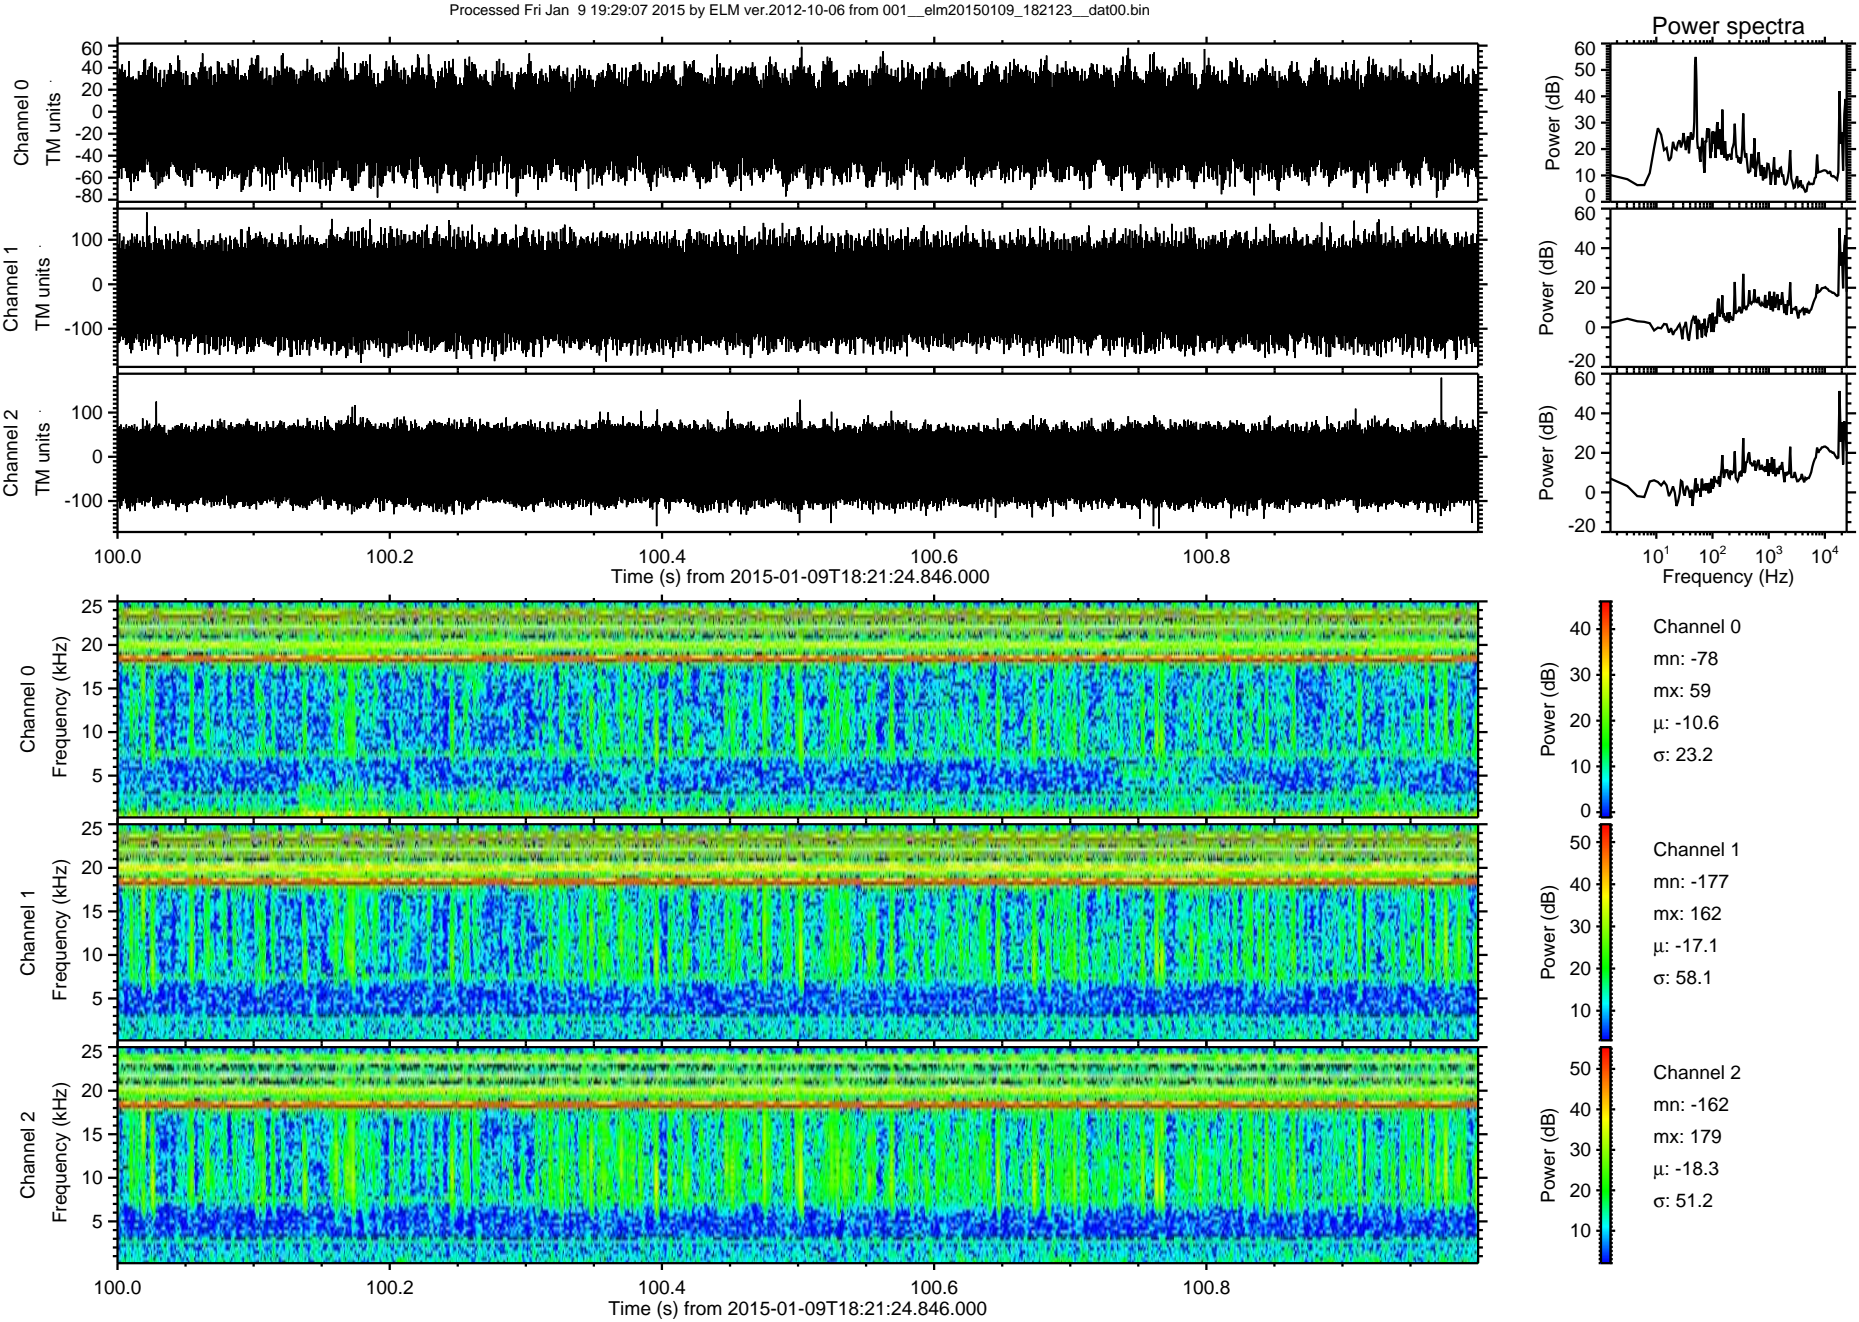 Processed Fri Jan  9 19:29:07 2015 by ELM ver.2012-10-06 from 001__elm20150109_182123__dat00.bin
Power spectra
Channel 0
TM units
60
40
20
0
-20
-40
-60
-80
Power (dB)
60
50
40
30
20
10
0
Channel 1
TM units
100
0
-100
Power (dB)
60
40
20
0
-20
Channel 2
TM units
100
0
-100
Power (dB)
60
40
20
0
-20
100.0 100.2 100.4 100.6 100.8
Time (s) from 2015-01-09T18:21:24.846.000
10^1 10^2 10^3 10^4
Frequency (Hz)
Channel 0
Frequency (kHz)
25
20
15
10
5
Power (dB)
40
30
20
10
0
Channel 0
mn: -78
mx: 59
μ: -10.6
σ: 23.2
Channel 1
Frequency (kHz)
25
20
15
10
5
Power (dB)
50
40
30
20
10
Channel 1
mn: -177
mx: 162
μ: -17.1
σ: 58.1
Channel 2
Frequency (kHz)
25
20
15
10
5
Power (dB)
50
40
30
20
10
Channel 2
mn: -162
mx: 179
μ: -18.3
σ: 51.2
100.0 100.2 100.4 100.6 100.8
Time (s) from 2015-01-09T18:21:24.846.000